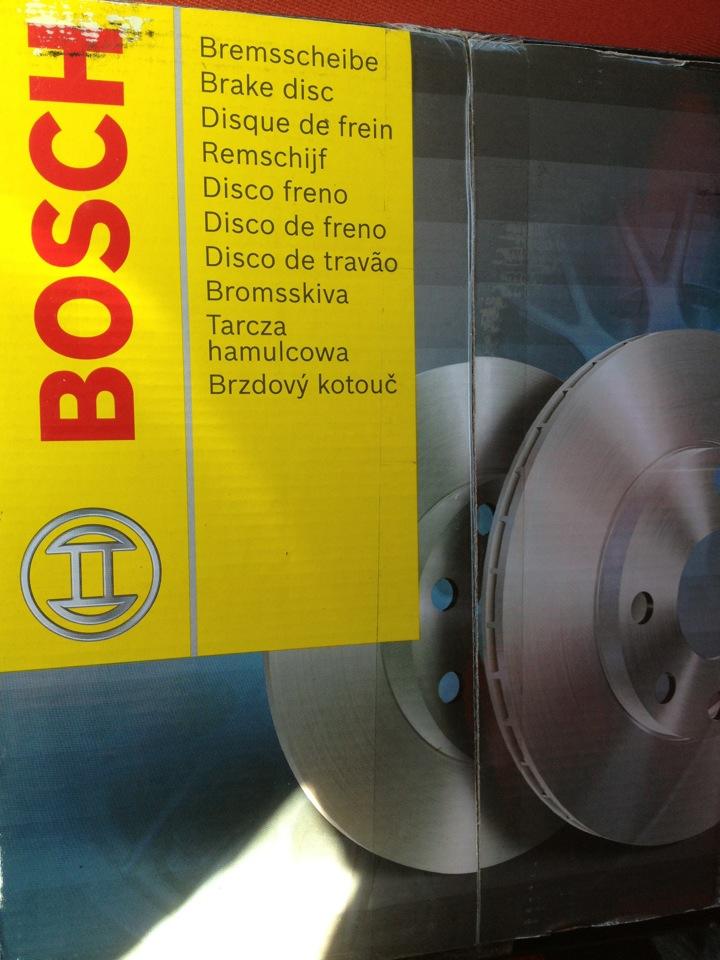 BOSCH
Bremsscheibe
Brake disc
Disque de frein
Remschijf
Disco freno
Disco de freno
Disco de travão
Bromsskiva
Tarcza
hamulcowa
Brzdový kotouč